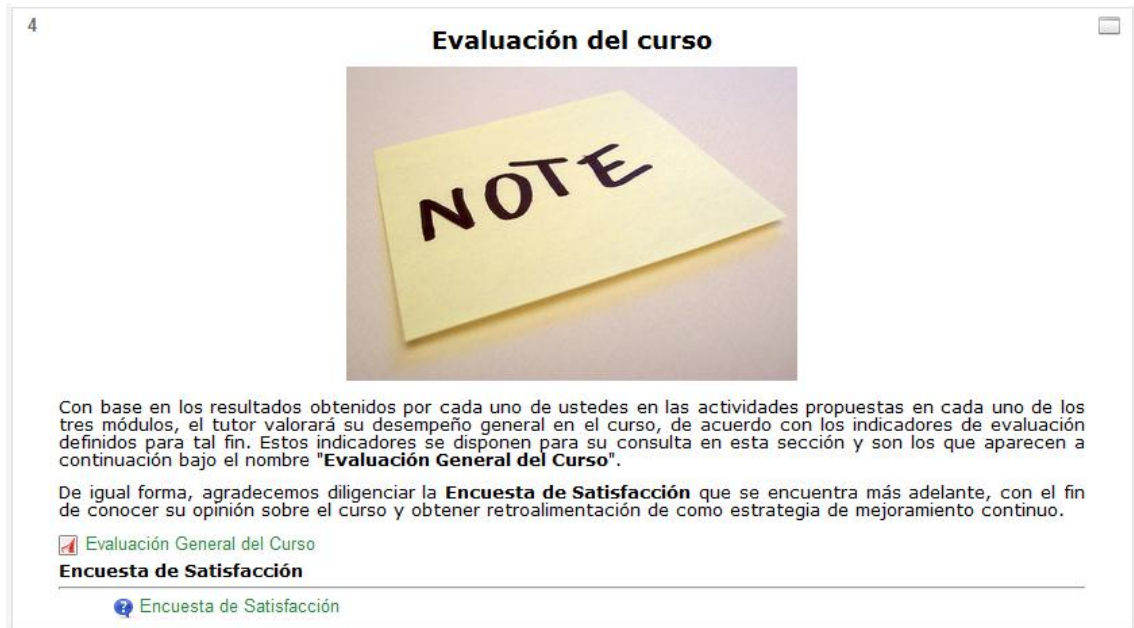 4
Evaluación del curso
NOTE
Con base en los resultados obtenidos por cada uno de ustedes en las actividades propuestas en cada uno de los
tres módulos, el tutor valorará su desempeño general en el curso, de acuerdo con los indicadores de evaluación
definidos para tal fin. Estos indicadores se disponen para su consulta en esta sección y son los que aparecen a
continuación bajo el nombre "Evaluación General del Curso".
De igual forma, agradecemos diligenciar la Encuesta de Satisfacción que se encuentra más adelante, con el fin
de conocer su opinión sobre el curso y obtener retroalimentación de como estrategia de mejoramiento continuo.
Evaluación General del Curso
Encuesta de Satisfacción
? Encuesta de Satisfacción